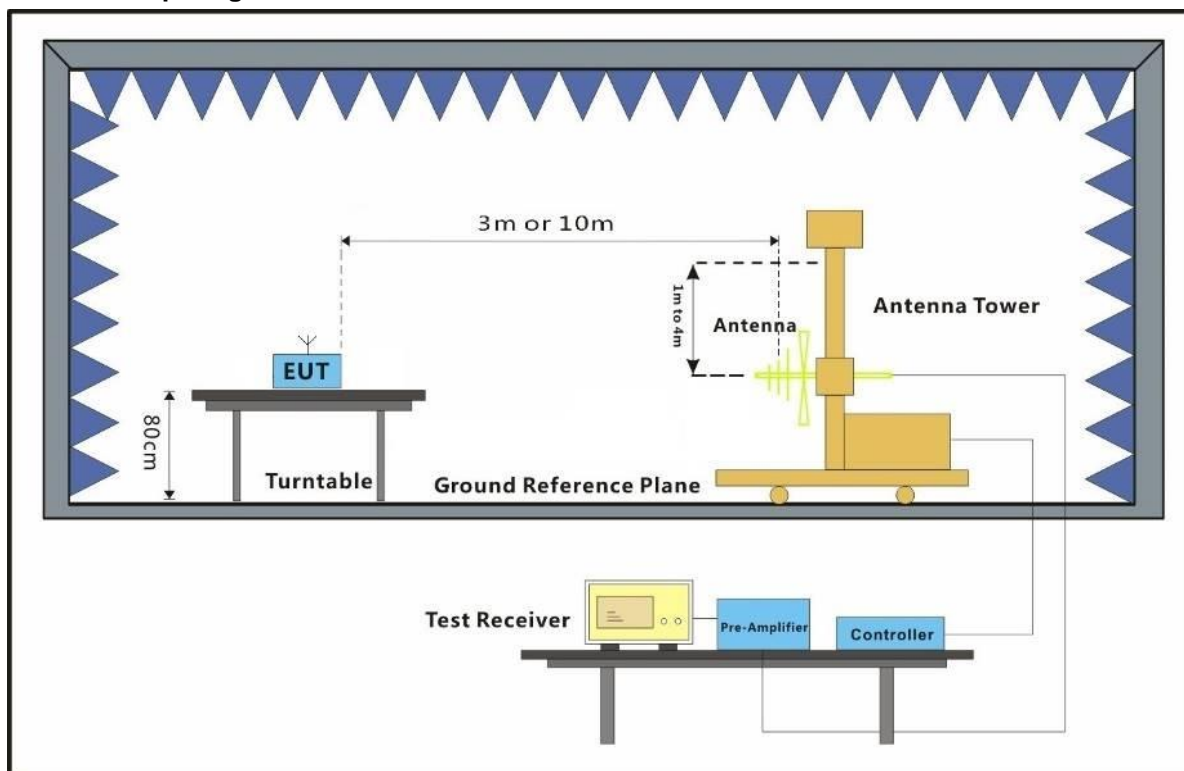 3m or 10m
1m to 4m
Antenna
Antenna Tower
EUT
80cm
Turntable
Ground Reference Plane
Test Receiver
Pre-Amplifier
Controller